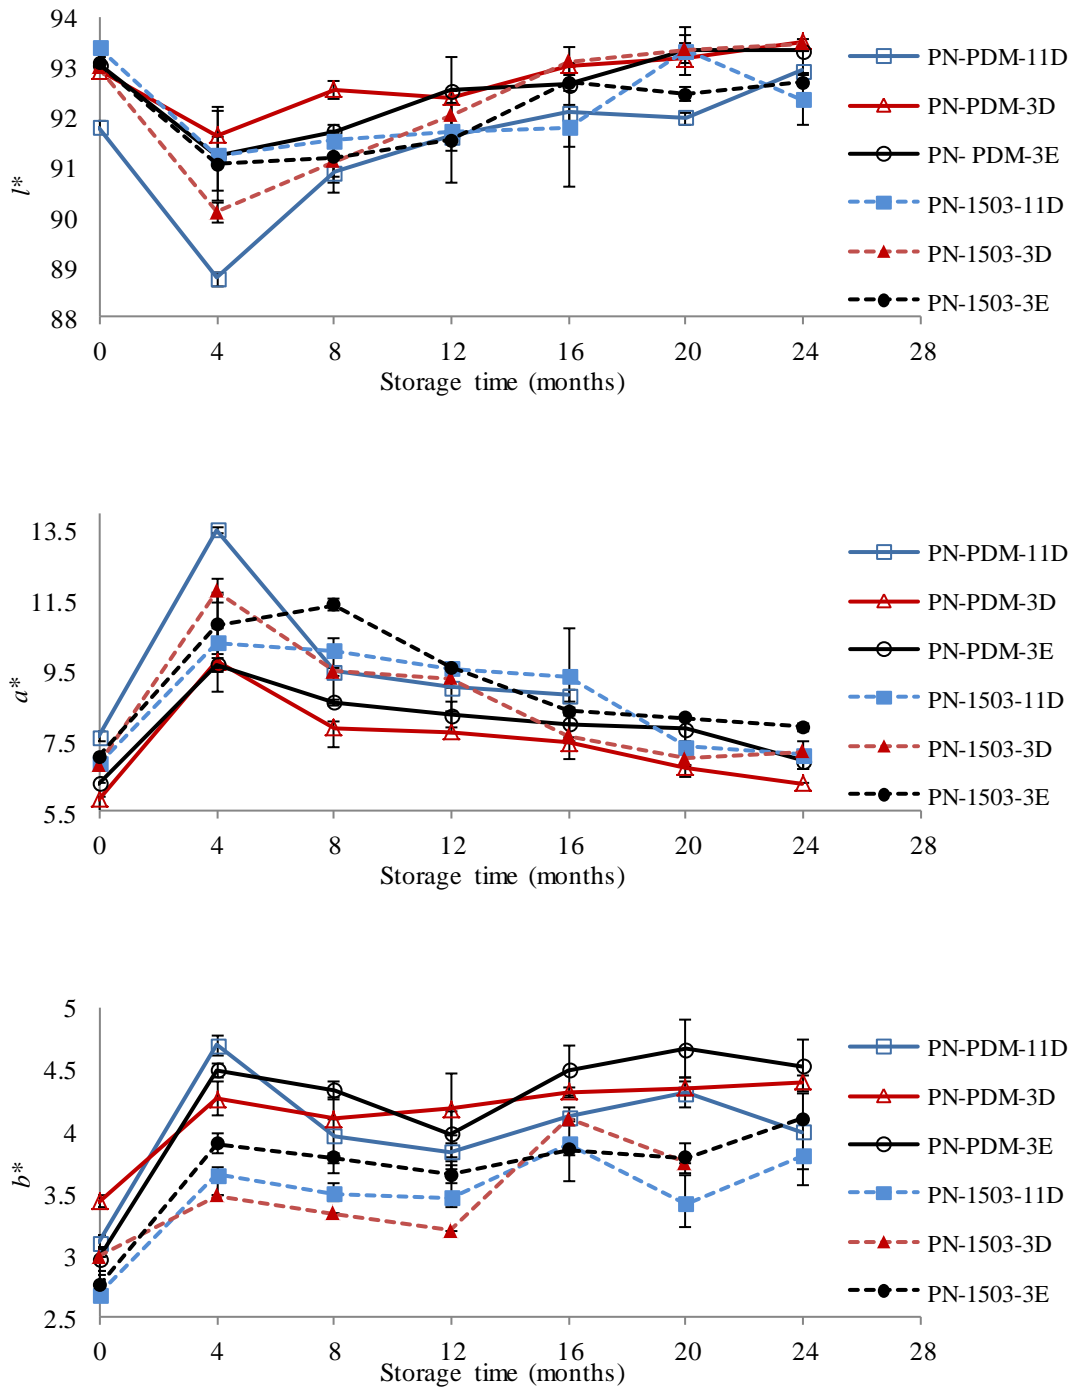 94
93
92
91
90
89
88
l*
0 4 8 12 16 20 24 28
Storage time (months)
PN-PDM-11D
PN-PDM-3D
PN- PDM-3E
PN-1503-11D
PN-1503-3D
PN-1503-3E
13.5
11.5
9.5
7.5
5.5
a*
0 4 8 12 16 20 24 28
Storage time (months)
PN-PDM-11D
PN-PDM-3D
PN-PDM-3E
PN-1503-11D
PN-1503-3D
PN-1503-3E
5
4.5
4
3.5
3
2.5
b*
0 4 8 12 16 20 24 28
Storage time (months)
PN-PDM-11D
PN-PDM-3D
PN-PDM-3E
PN-1503-11D
PN-1503-3D
PN-1503-3E